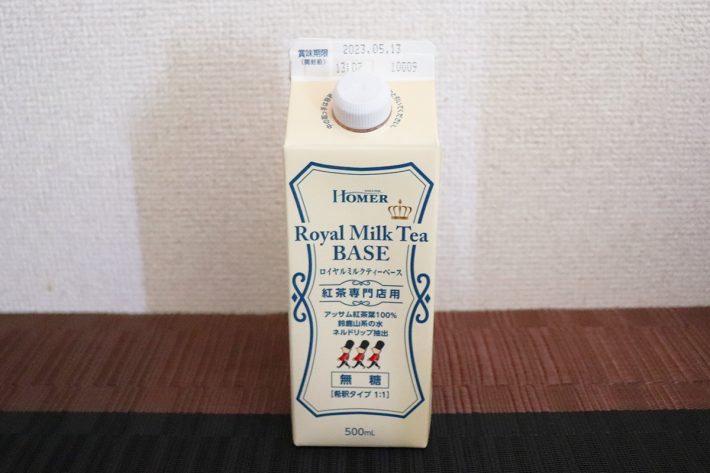 賞味期限
(開封前)
2023.05.13
13:02 10009
HOMER
Royal Milk Tea
BASE
ロイヤルミルクティーベース
紅茶専門店用
アッサム紅茶葉100%
鈴鹿山系の水
ネルドリップ抽出
無糖
[希釈タイプ 1:1]
500mL